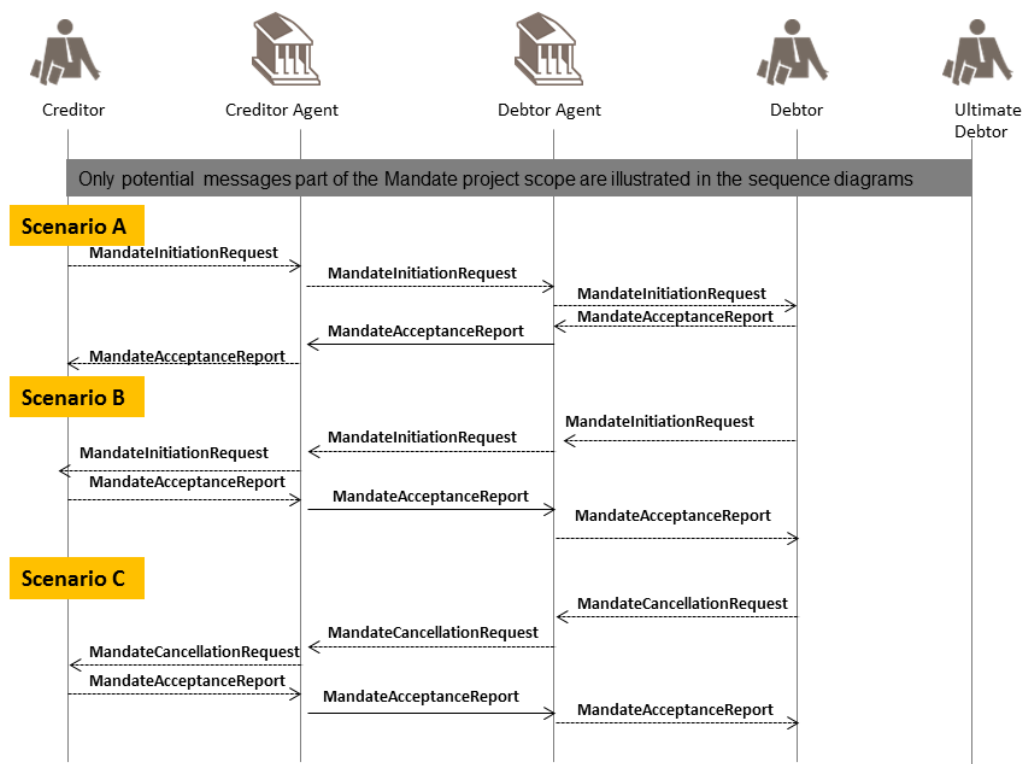 Creditor
Creditor Agent
Debtor Agent
Debtor
Ultimate
Debtor
Only potential messages part of the Mandate project scope are illustrated in the sequence diagrams
Scenario A
MandateInitiationRequest
MandateInitiationRequest
MandateInitiationRequest
MandateAcceptanceReport
MandateAcceptanceReport
MandateAcceptanceReport
Scenario B
MandateInitiationRequest
MandateInitiationRequest
MandateInitiationRequest
MandateAcceptanceReport
MandateAcceptanceReport
MandateAcceptanceReport
Scenario C
MandateCancellationRequest
MandateCancellationRequest
MandateCancellationRequest
MandateAcceptanceReport
MandateAcceptanceReport
MandateAcceptanceReport